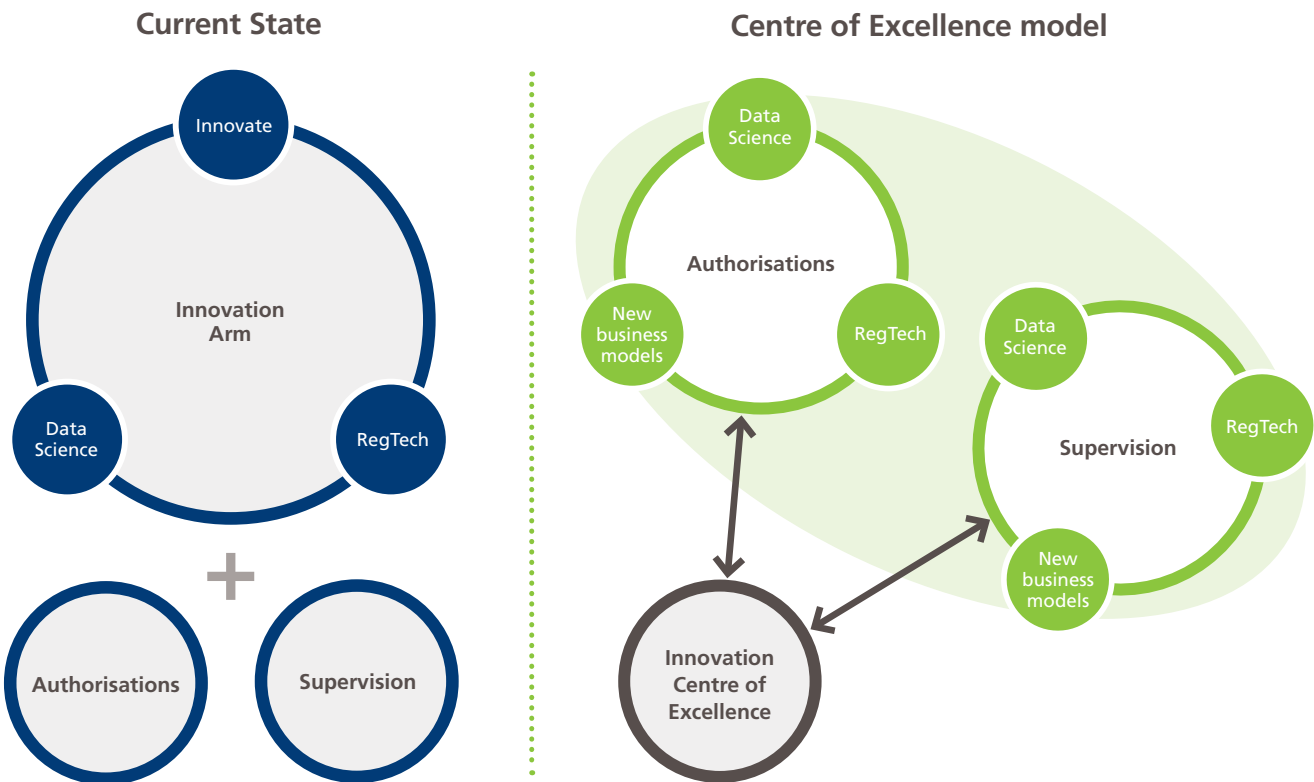 Current State
Innovate
Innovation
Arm
Data
Science
RegTech
+
Authorisations
Supervision
Centre of Excellence model
Data
Science
Authorisations
New
business
models
RegTech
Data
Science
RegTech
Supervision
New
business
models
Innovation
Centre of
Excellence